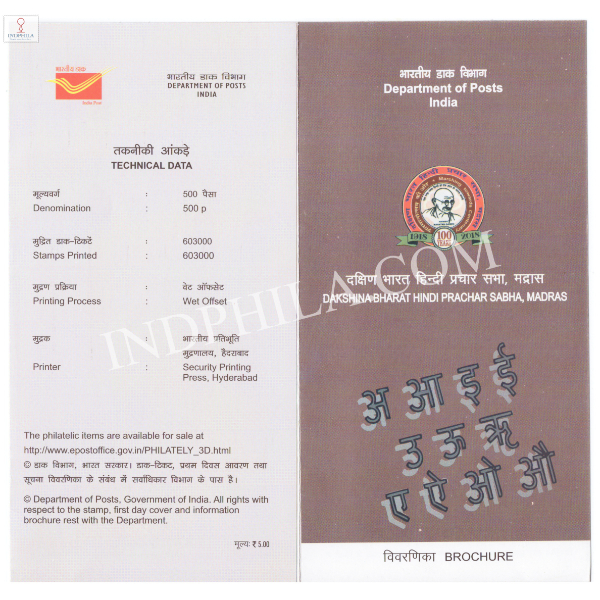 INDPHILA
भारतीय डाक
India Post
भारतीय डाक विभाग
DEPARTMENT OF POSTS
INDIA
तकनीकी आंकड़े
TECHNICAL DATA
मूल्यवर्ग : 500 पैसा
Denomination : 500 p
मुद्रित डाक-टिकटें : 603000
Stamps Printed : 603000
मुद्रण प्रक्रिया : वेट ऑफसेट
Printing Process : Wet Offset
मुद्रक : भारतीय प्रतिभूति
मुद्रणालय, हैदराबाद
Printer : Security Printing
Press, Hyderabad
The philatelic items are available for sale at
http://www.epostoffice.gov.in/PHILATELY_3D.html
© डाक विभाग, भारत सरकार। डाक-टिकट, प्रथम दिवस आवरण तथा
सूचना विवरणिका के संबंध में सर्वाधिकार विभाग के पास है।
© Department of Posts, Government of India. All rights with
respect to the stamp, first day cover and information
brochure rest with the Department.
मूल्य: ₹ 5.00
भारतीय डाक विभाग
Department of Posts
India
1918 100 2018
YEARS
दक्षिण भारत हिन्दी प्रचार सभा, मद्रास
DAKSHINA BHARAT HINDI PRACHAR SABHA, MADRAS
अ आ इ ई
उ ऊ ऋ
ए ऐ ओ औ
विवरणिका BROCHURE
INDPHILA.COM